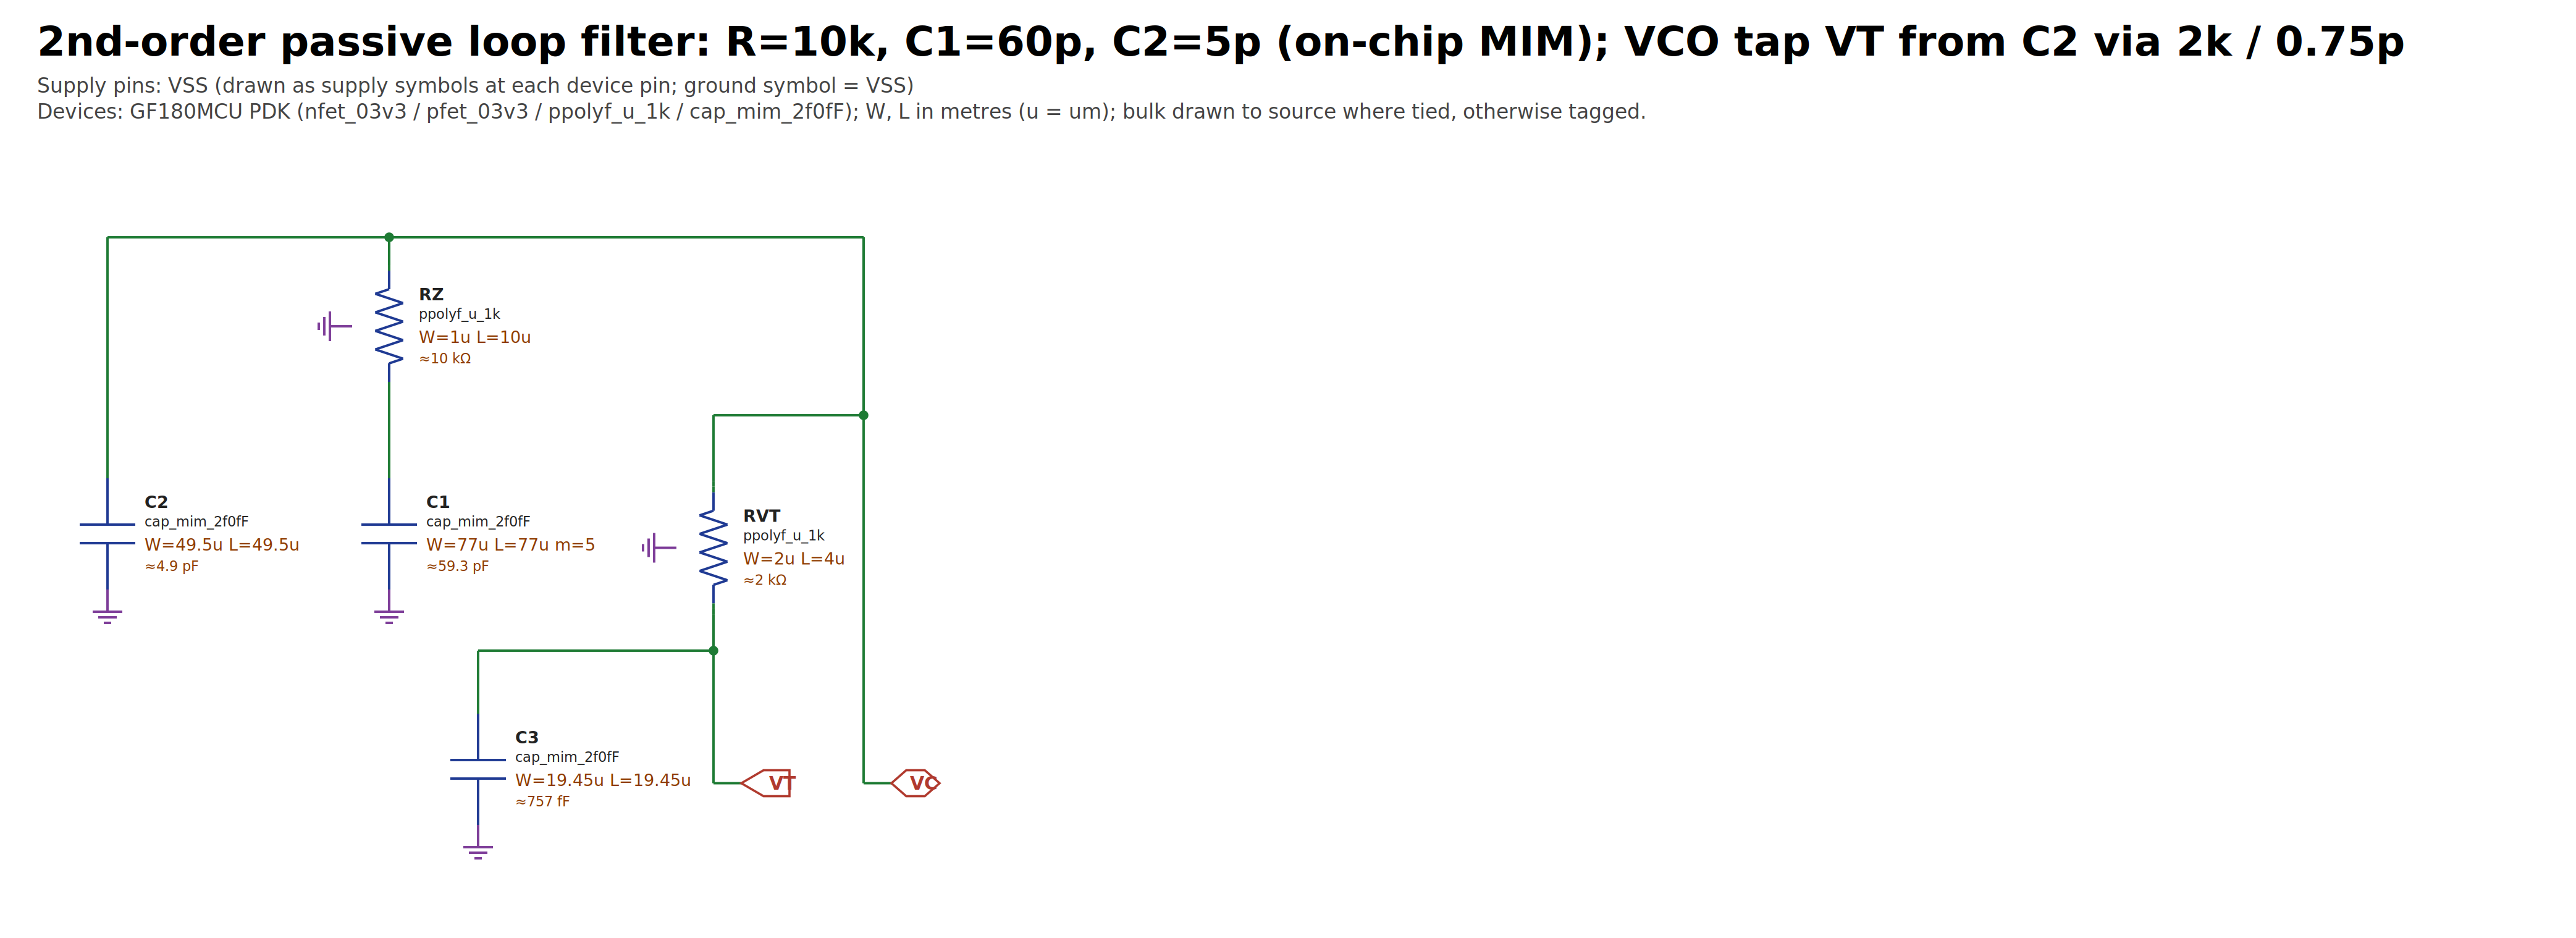 2nd-order passive loop filter: R=10k, C1=60p, C2=5p (on-chip MIM); VCO tap VT from C2 via 2k / 0.75p
Supply pins: VSS (drawn as supply symbols at each device pin; ground symbol = VSS)
Devices: GF180MCU PDK (nfet_03v3 / pfet_03v3 / ppolyf_u_1k / cap_mim_2f0fF); W, L in metres (u = um); bulk drawn to source where tied, otherwise tagged.
RZ
ppolyf_u_1k
W=1u L=10u
≈10 kΩ
C2
cap_mim_2f0fF
W=49.5u L=49.5u
≈4.9 pF
C1
cap_mim_2f0fF
W=77u L=77u m=5
≈59.3 pF
RVT
ppolyf_u_1k
W=2u L=4u
≈2 kΩ
C3
cap_mim_2f0fF
W=19.45u L=19.45u
≈757 fF
VT
VC